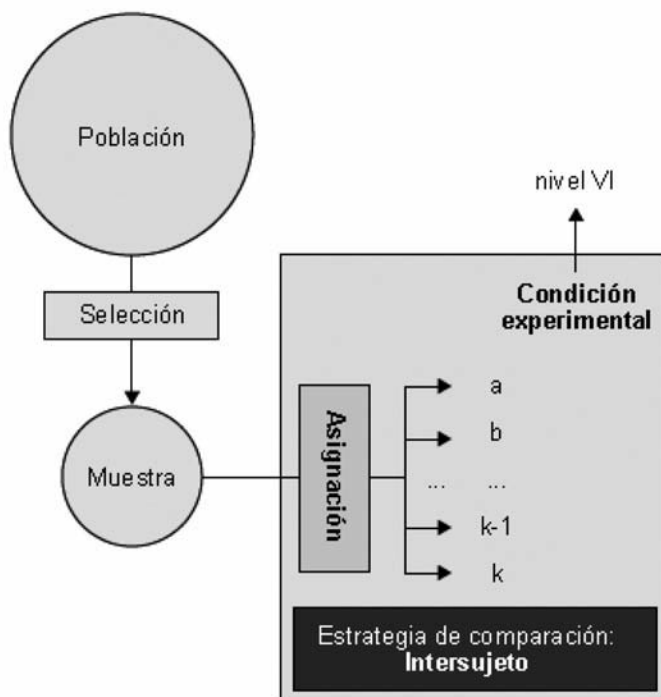 Población
Selección
Muestra
nivel VI
Condición
experimental
Asignación
a
b
... ...
k-1
k
Estrategia de comparación:
Intersujeto